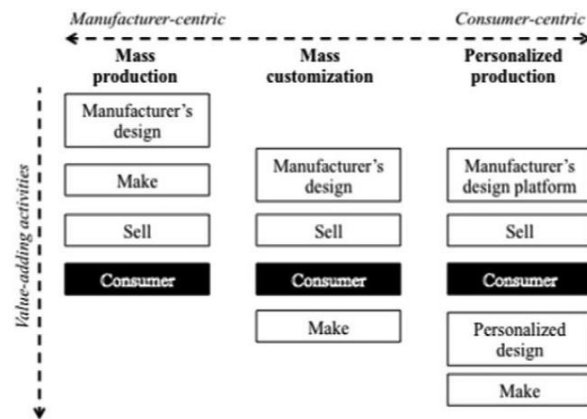 Manufacturer-centric
Consumer-centric
Mass
production
Mass
customization
Personalized
production
Value-adding activities
Manufacturer's
design
Make
Sell
Consumer
Manufacturer's
design
Sell
Consumer
Make
Manufacturer's
design platform
Sell
Consumer
Personalized
design
Make